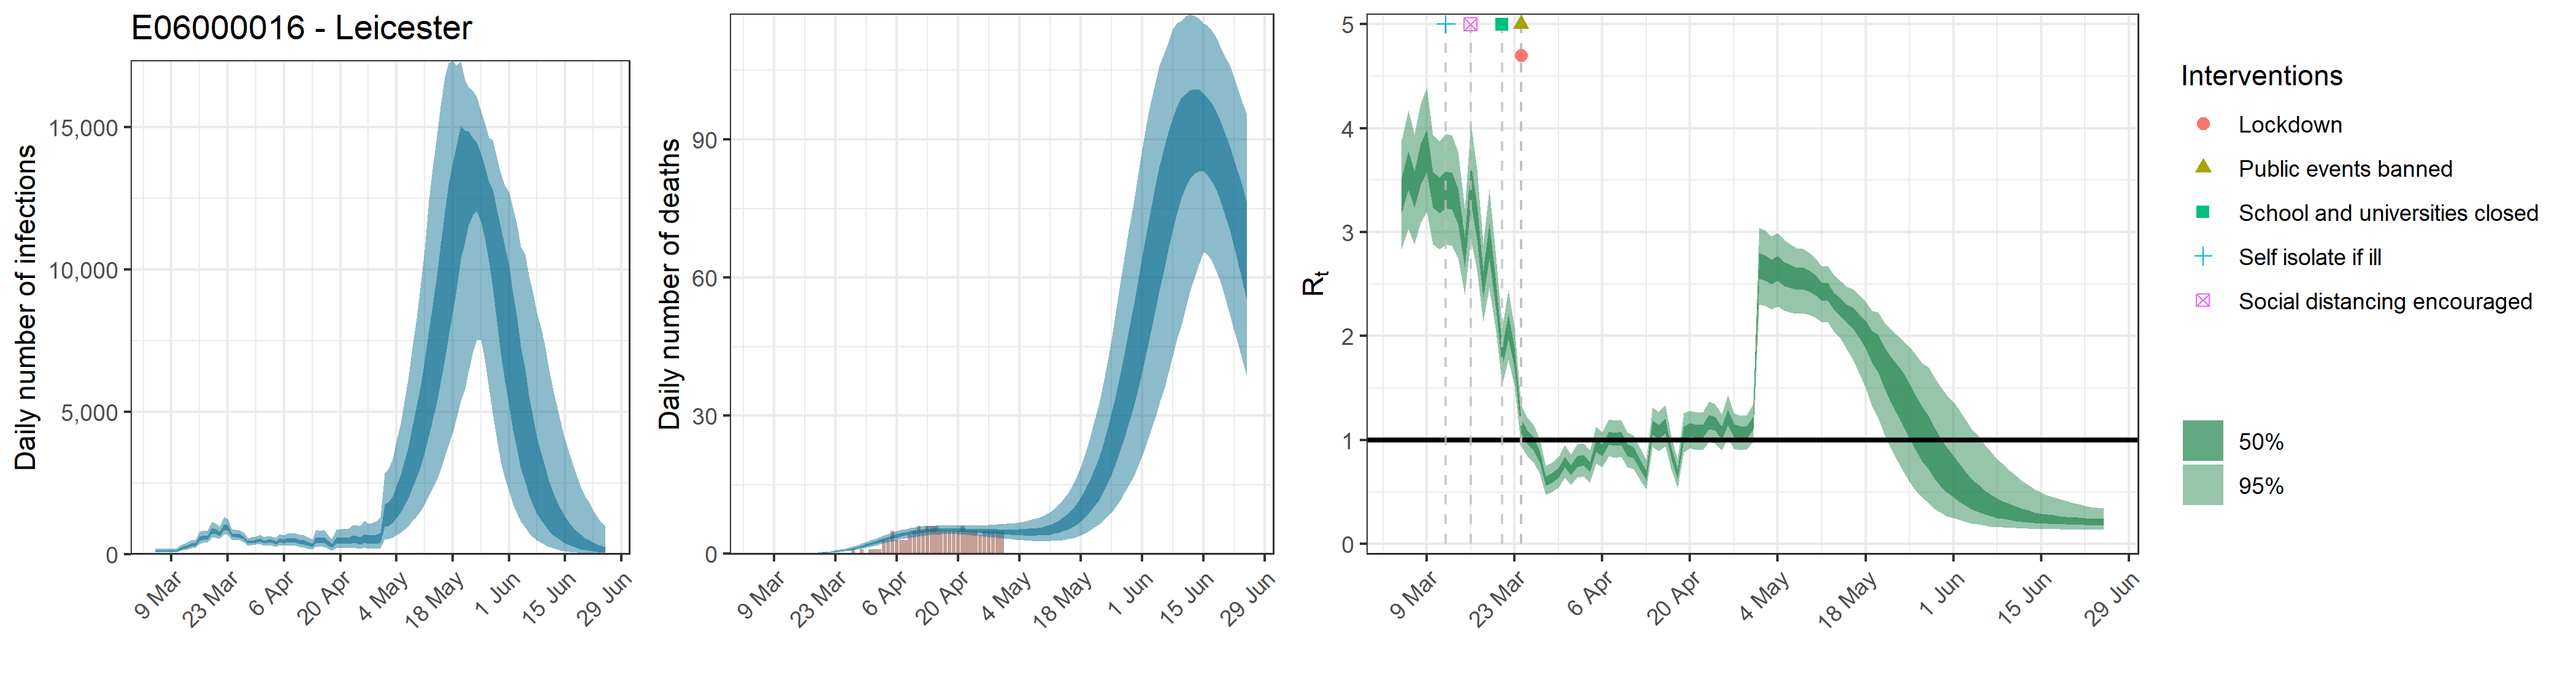 E06000016 - Leicester
Daily number of infections
15,000
10,000
5,000
0
9 Mar
23 Mar
6 Apr
20 Apr
4 May
18 May
1 Jun
15 Jun
29 Jun
Daily number of deaths
90
60
30
0
9 Mar
23 Mar
6 Apr
20 Apr
4 May
18 May
1 Jun
15 Jun
29 Jun
Rt
5
4
3
2
1
0
9 Mar
23 Mar
6 Apr
20 Apr
4 May
18 May
1 Jun
15 Jun
29 Jun
Interventions
Lockdown
Public events banned
School and universities closed
Self isolate if ill
Social distancing encouraged
50%
95%